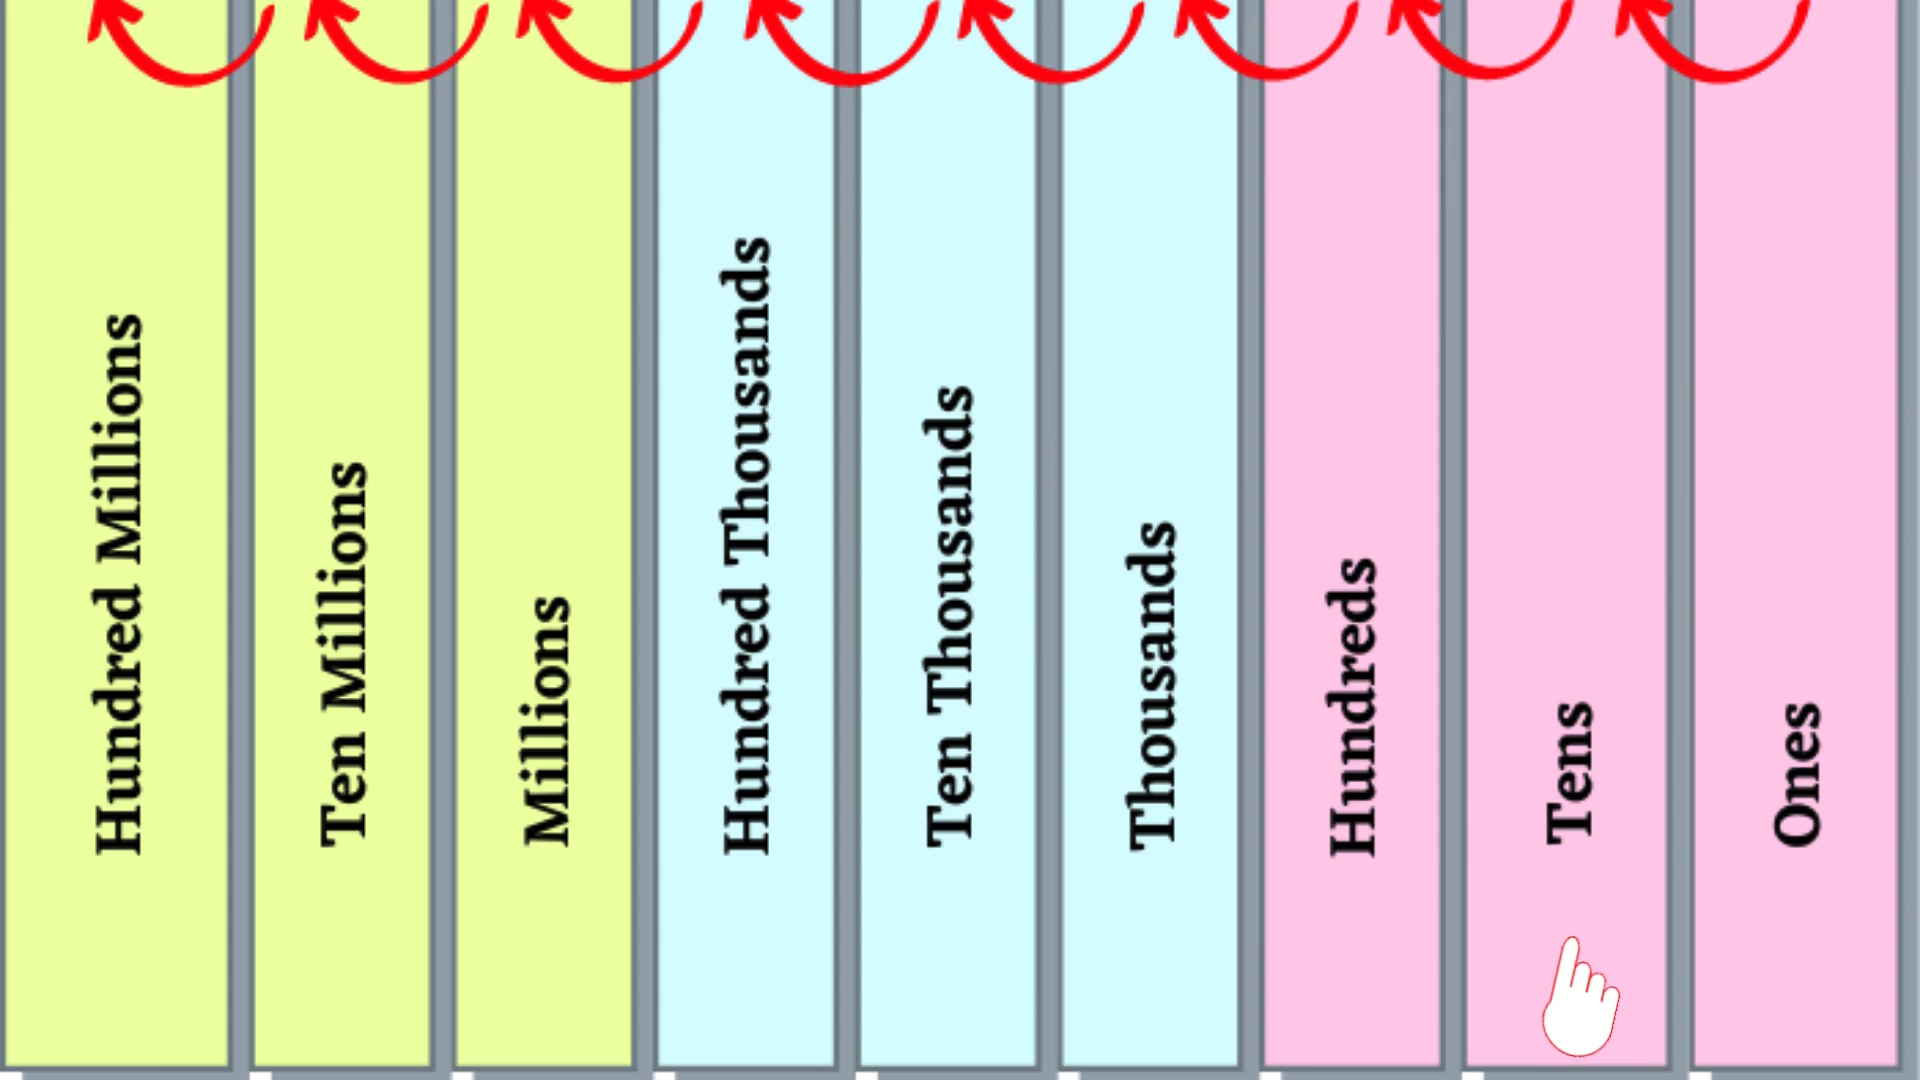 Hundred Millions
Ten Millions
Millions
Hundred Thousands
Ten Thousands
Thousands
Hundreds
Tens
Ones